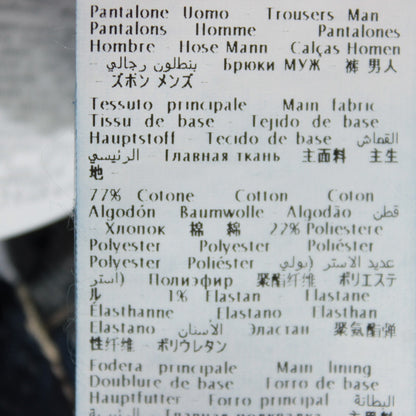 Pantalone Uomo - Trousers Man
Pantalons Homme - Pantalones
Hombre - Hose Mann - Calças Homen
بنطلون رجالي - Брюки МУЖ - 裤 男人
- ズボン メンズ -
Tessuto principale - Main fabric
Tissu de base - Tejido de base
Hauptstoff - Tecido de base - القماش
الرئيسي - Главная ткань 主面料 主生
地 -
77% Cotone Cotton Coton
Algodón Baumwolle Algodão قطن
- Хлопок 棉 綿 22% Poliestere
Polyester Polyester Poliéster
Polyester Poliéster عديد الاستر (بولي
استر) Полиэфир 聚酯纤维 ポリエステ
ル 1% Elastan Elastane
Élasthanne Elastano Elasthan
Elastano الأستان Эластан 聚氨酯弹
性纤维 - ポリウレタン
Fodera principale Main lining
Doublure de base Forro de base
Hauptfutter - Forro principal البطانة
الرئيسية Главная подкладка